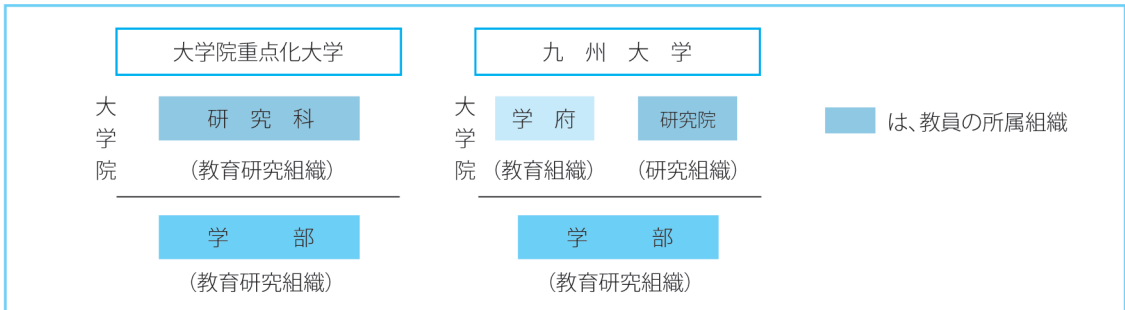 大学院重点化大学
大学院
研 究 科
(教育研究組織)
学 部
(教育研究組織)
九 州 大 学
大学院
学 府
(教育組織)
研究院
(研究組織)
学 部
(教育研究組織)
は、教員の所属組織